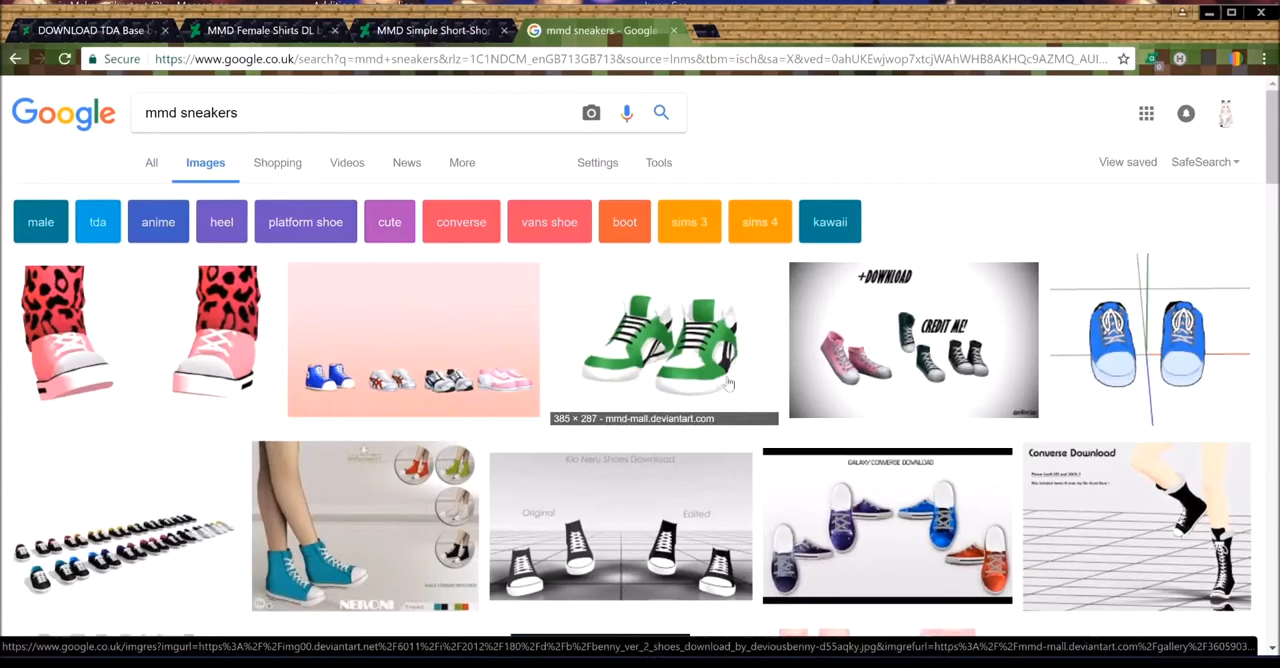 DOWNLOAD TDA Base b
MMD Female Shirts DL b
MMD Simple Short-Shor
mmd sneakers - Google
Secure
https://www.google.co.uk/search?q=mmd+sneakers&rlz=1C1NDCM_enGB713GB713&source=lnms&tbm=isch&sa=X&ved=0ahUKEwjwop7xtcjWAhWHB8AKHQc9AZMQ_AUI...
Google
mmd sneakers
All
Images
Shopping
Videos
News
More
Settings
Tools
View saved
SafeSearch
male
tda
anime
heel
platform shoe
cute
converse
vans shoe
boot
sims 3
sims 4
kawaii
+DOWNLOAD
CREDIT ME!
385 × 287 - mmd-mall.deviantart.com
NERONI
Kio Neru Shoes Download
Original
Edited
GALAXY CONVERSE DOWNLOAD
Converse Download
https://www.google.co.uk/imgres?imgurl=https%3A%2F%2Fimg00.deviantart.net%2F6011%2Fi%2F2012%2F180%2Fd%2Fb%2Fbenny_ver_2_shoes_download_by_deviousbenny-d55aqky.jpg&imgrefurl=https%3A%2F%2Fmmd-mall.deviantart.com%2Fgallery%2F3605903...